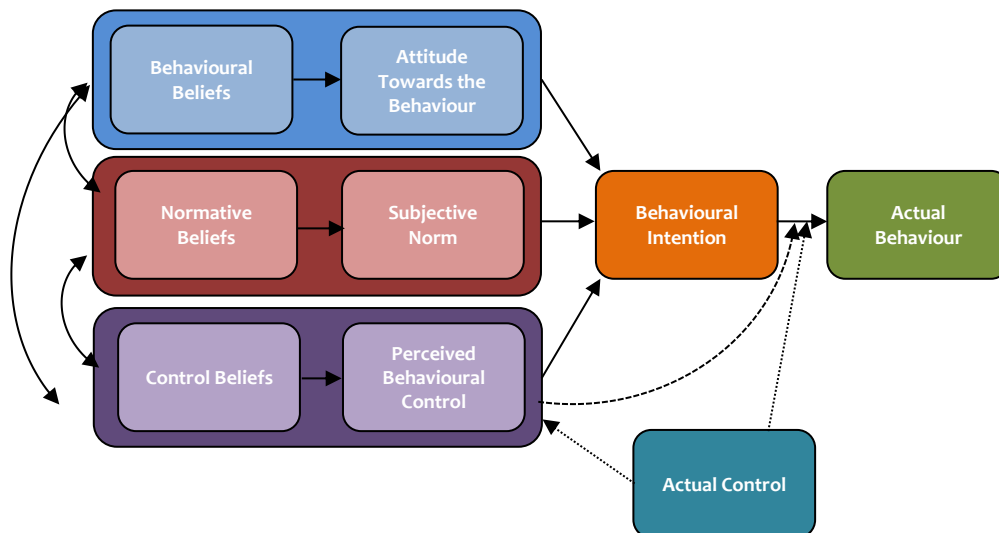 Behavioural
Beliefs
Attitude
Towards the
Behaviour
Normative
Beliefs
Subjective
Norm
Behavioural
Intention
Actual
Behaviour
Control Beliefs
Perceived
Behavioural
Control
Actual Control